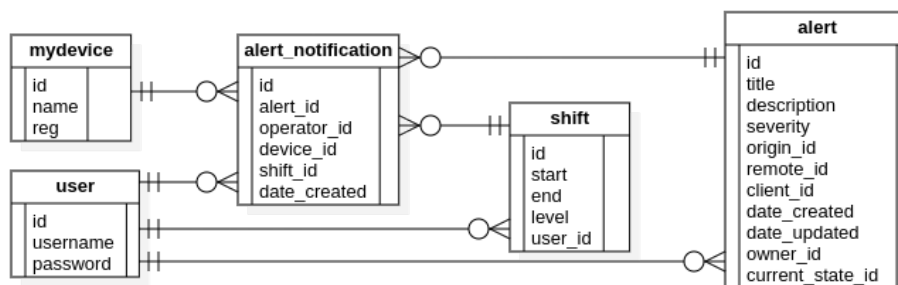 mydevice
id
name
reg
user
id
username
password
alert_notification
id
alert_id
operator_id
device_id
shift_id
date_created
shift
id
start
end
level
user_id
alert
id
title
description
severity
origin_id
remote_id
client_id
date_created
date_updated
owner_id
current_state_id